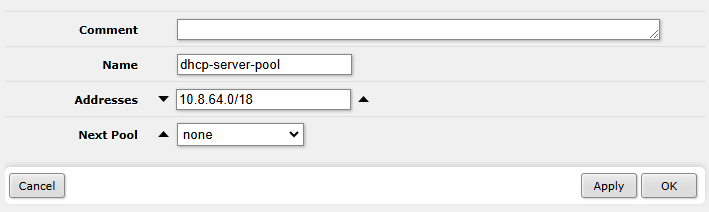 Comment
Name dhcp-server-pool
Addresses 10.8.64.0/18
Next Pool none
Cancel Apply OK